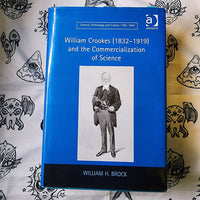 Science, Technology and Culture 1700–1945
William Crookes (1832–1919)
and the Commercialization
of Science
WILLIAM H. BROCK